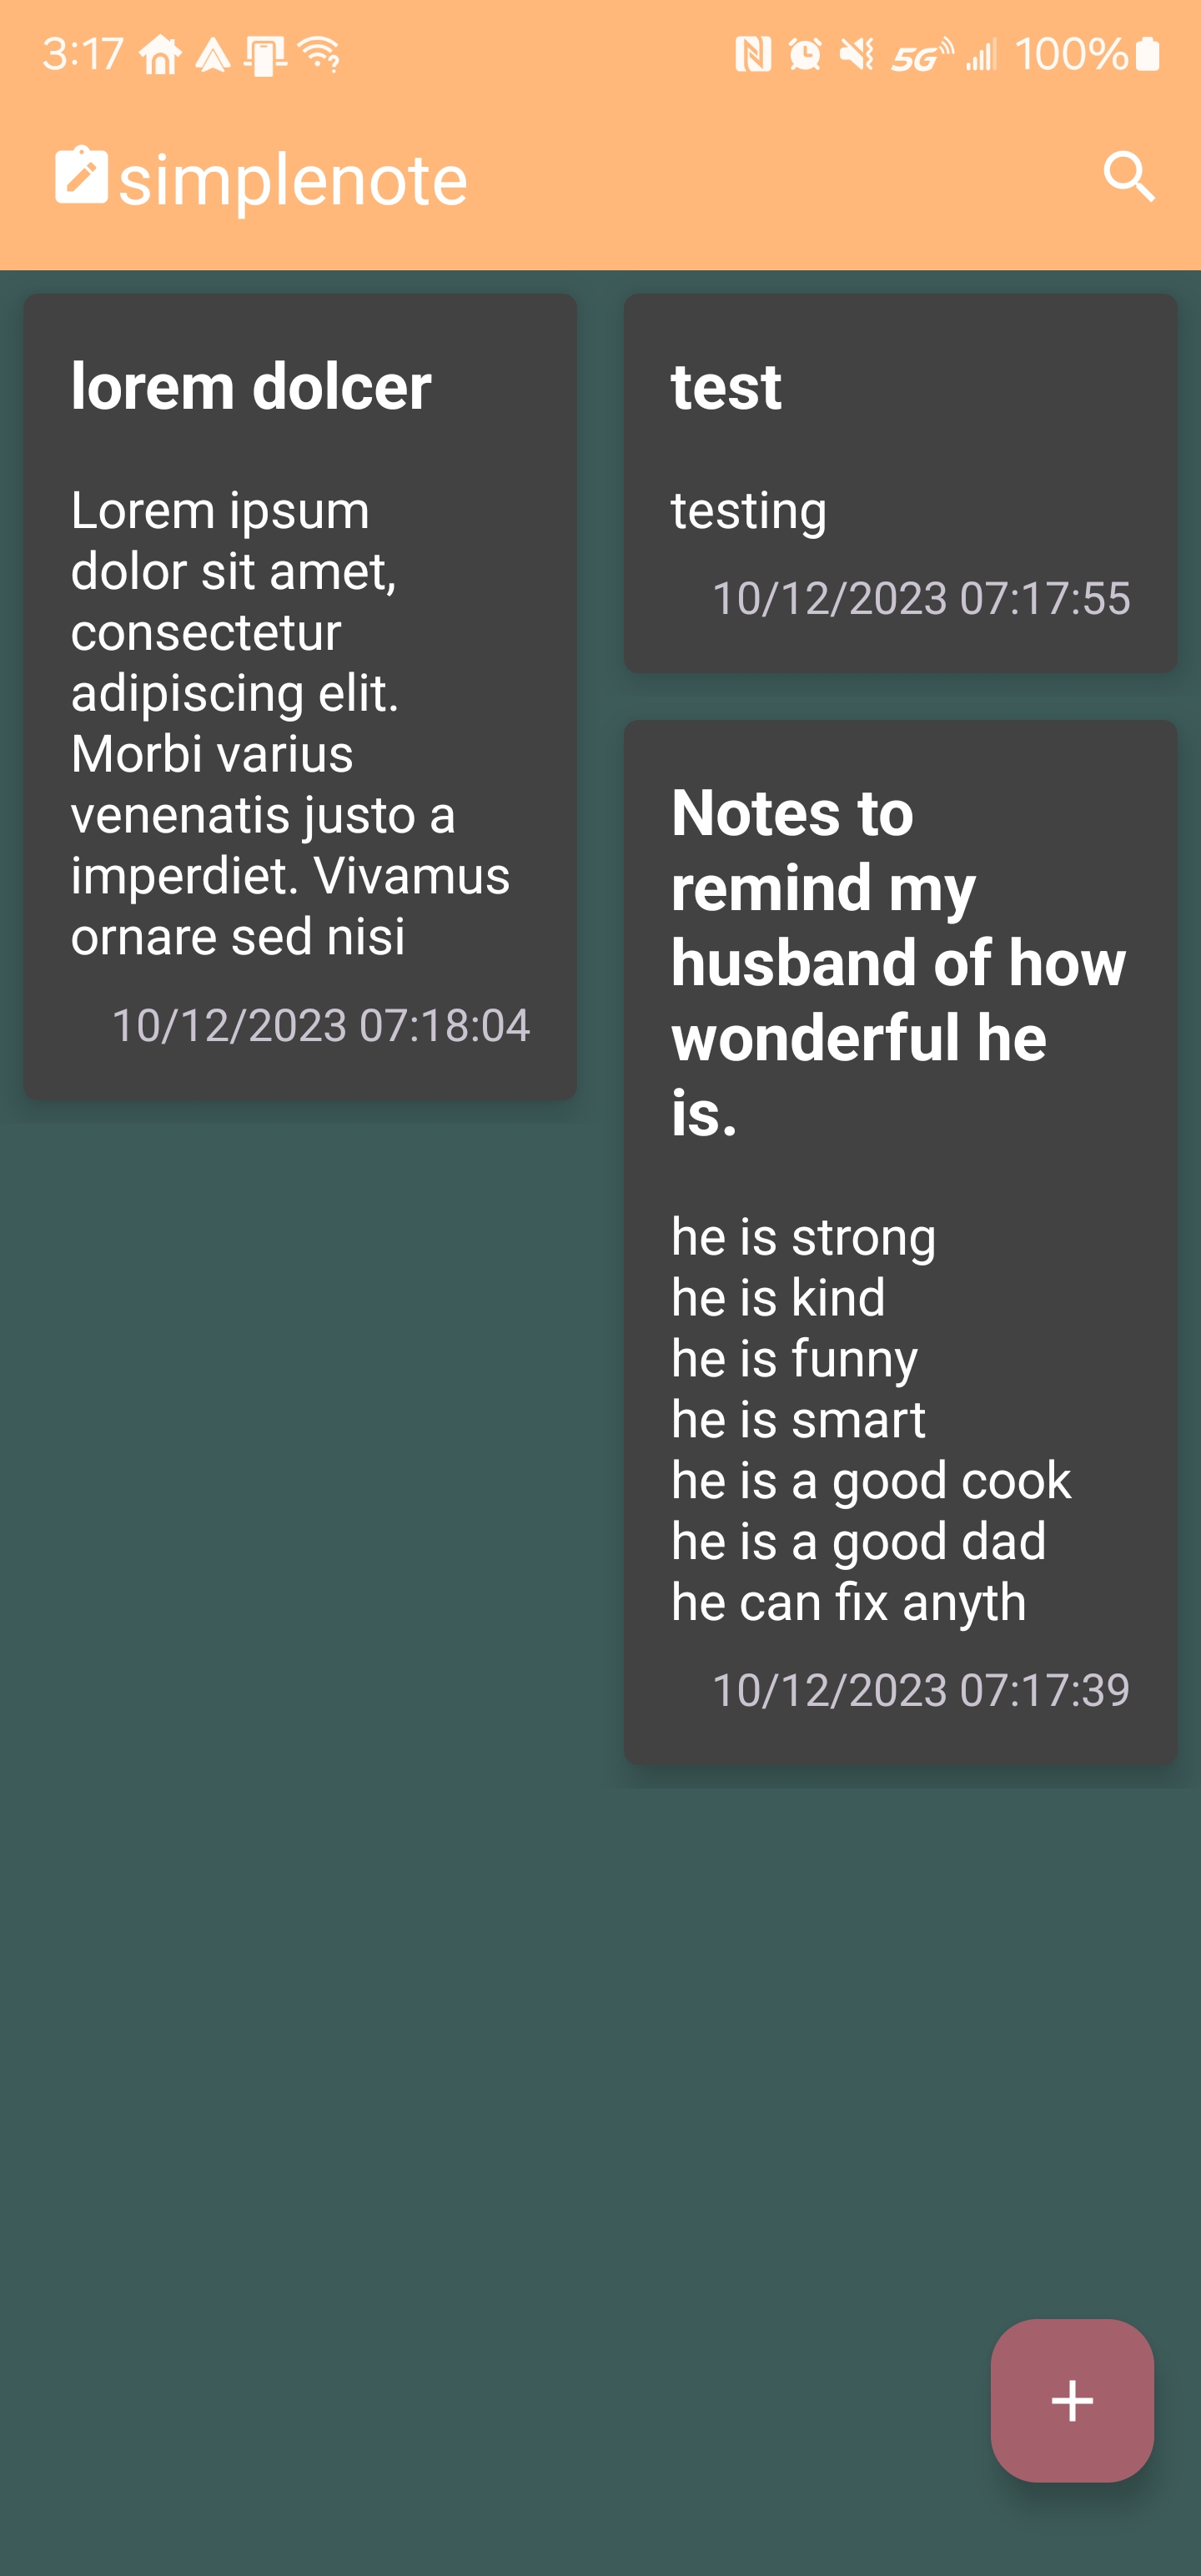 3:17
5G 100%
simplenote
lorem dolcer
Lorem ipsum
dolor sit amet,
consectetur
adipiscing elit.
Morbi varius
venenatis justo a
imperdiet. Vivamus
ornare sed nisi
10/12/2023 07:18:04
test
testing
10/12/2023 07:17:55
Notes to
remind my
husband of how
wonderful he
is.
he is strong
he is kind
he is funny
he is smart
he is a good cook
he is a good dad
he can fix anyth
10/12/2023 07:17:39